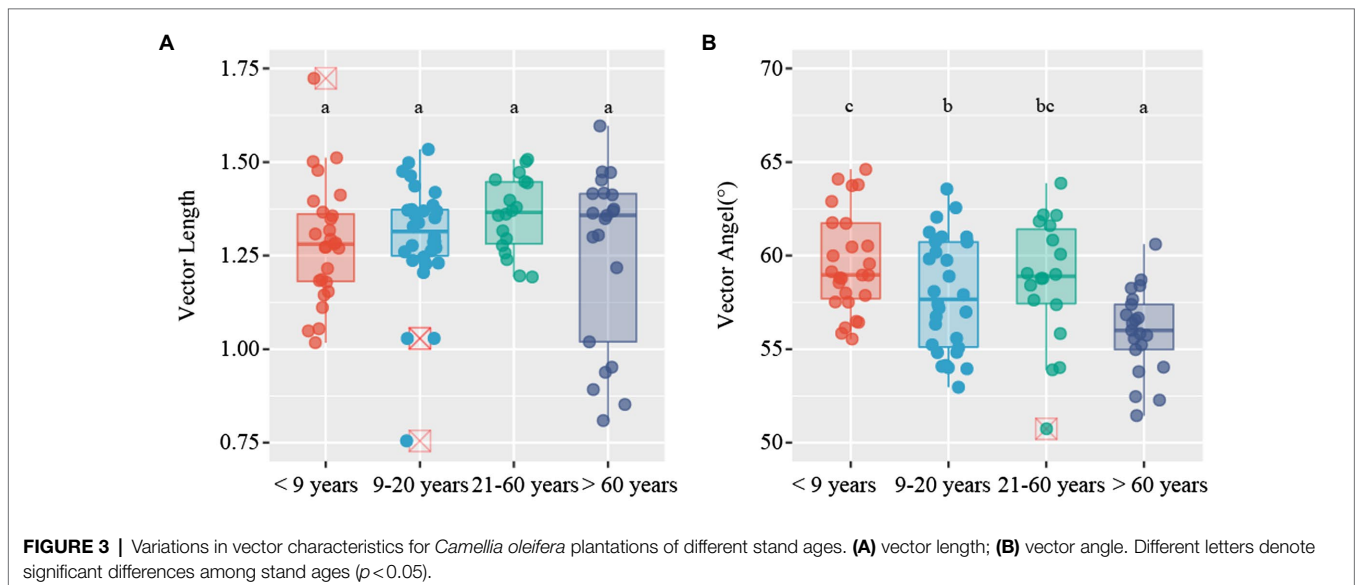 A
B
Vector Length
1.75
1.50
1.25
1.00
0.75
a a a a
< 9 years 9-20 years 21-60 years > 60 years
Vector Angel(°)
70
65
60
55
50
c b bc a
< 9 years 9-20 years 21-60 years > 60 years
FIGURE 3 | Variations in vector characteristics for Camellia oleifera plantations of different stand ages. (A) vector length; (B) vector angle. Different letters denote
significant differences among stand ages (p<0.05).